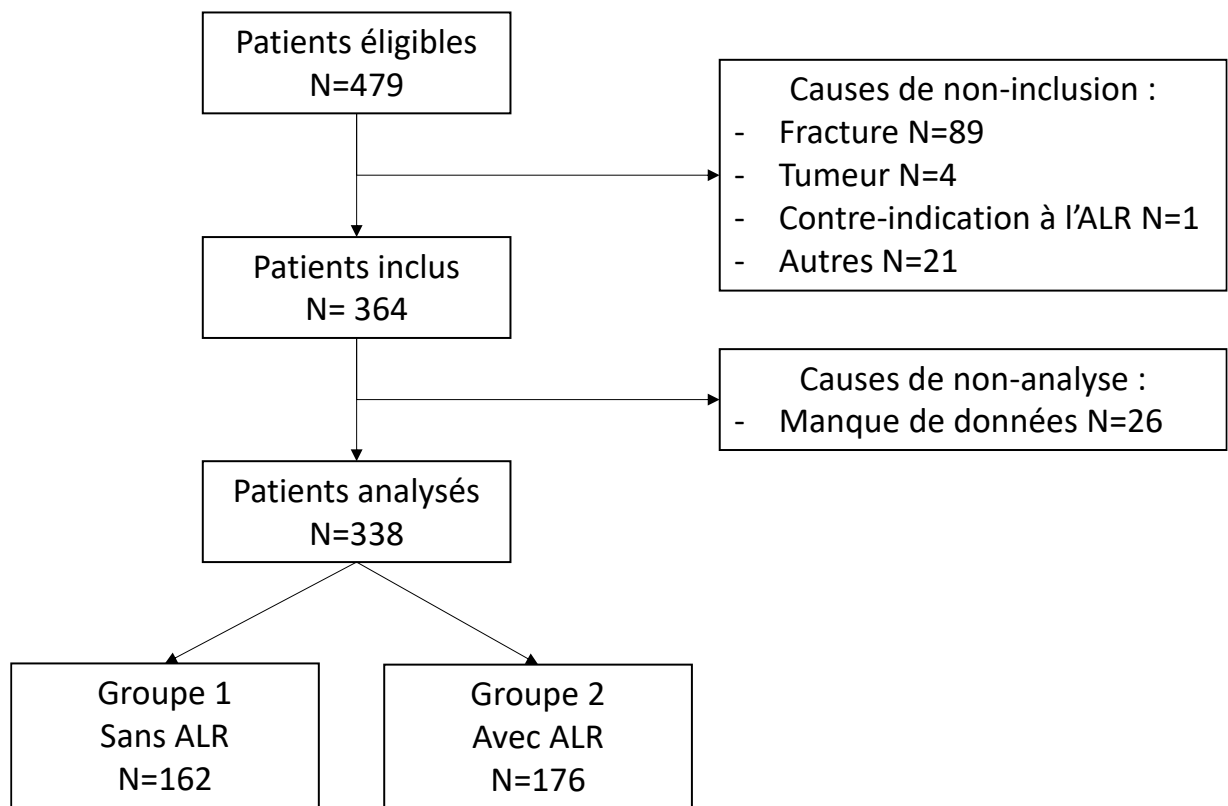 Patients éligibles
N=479
Causes de non-inclusion :
- Fracture N=89
- Tumeur N=4
- Contre-indication à l’ALR N=1
- Autres N=21
Patients inclus
N= 364
Causes de non-analyse :
- Manque de données N=26
Patients analysés
N=338
Groupe 1
Sans ALR
N=162
Groupe 2
Avec ALR
N=176